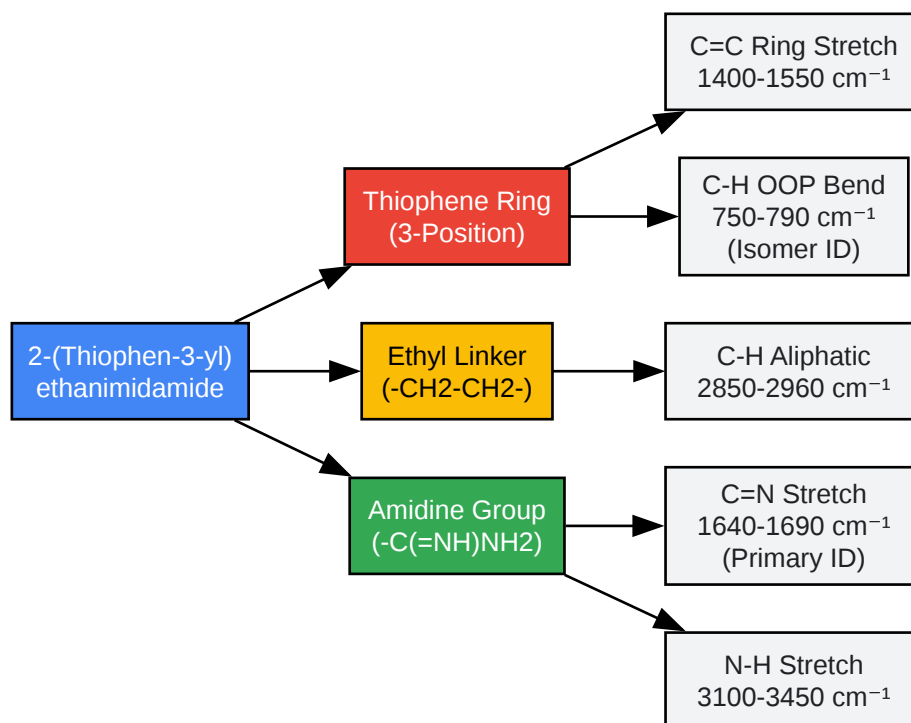 C=C Ring Stretch
1400-1550 cm⁻¹
Thiophene Ring
(3-Position)
C-H OOP Bend
750-790 cm⁻¹
(Isomer ID)
2-(Thiophen-3-yl)
ethanimidamide
Ethyl Linker
(-CH2-CH2-)
C-H Aliphatic
2850-2960 cm⁻¹
Amidine Group
(-C(=NH)NH2)
C=N Stretch
1640-1690 cm⁻¹
(Primary ID)
N-H Stretch
3100-3450 cm⁻¹